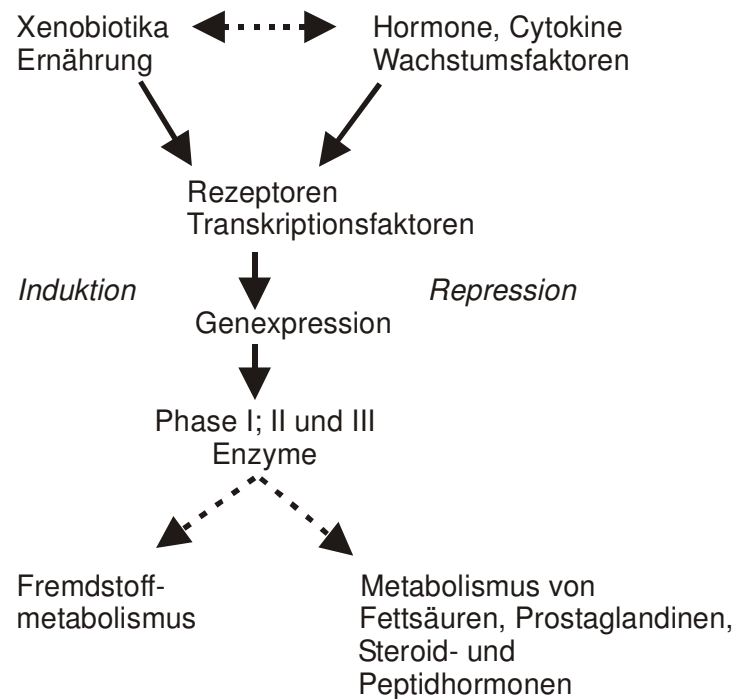 Xenobiotika
Ernährung
Hormone, Cytokine
Wachstumsfaktoren
Rezeptoren
Transkriptionsfaktoren
Induktion
Repression
Genexpression
Phase I; II und III
Enzyme
Fremdstoff-
metabolismus
Metabolismus von
Fettsäuren, Prostaglandinen,
Steroid- und
Peptidhormonen